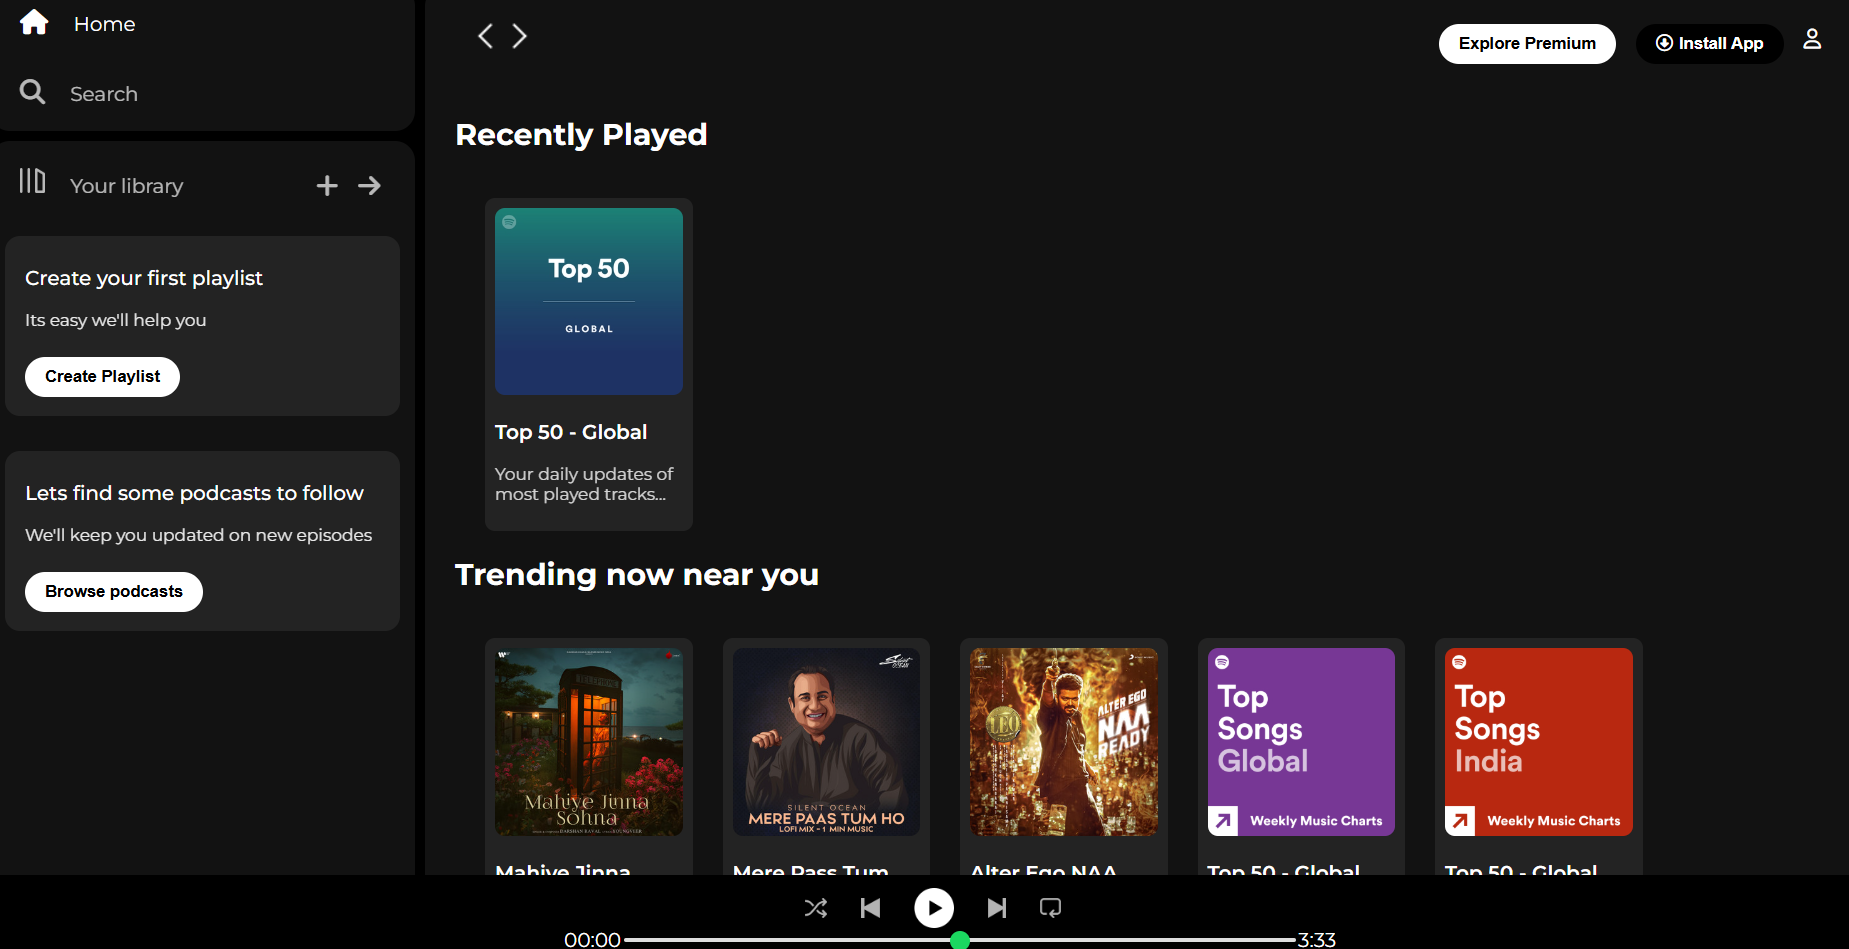 Home
Search
Your library
Create your first playlist
Its easy we'll help you
Create Playlist
Lets find some podcasts to follow
We'll keep you updated on new episodes
Browse podcasts
Explore Premium
Install App
Recently Played
Top 50
GLOBAL
Top 50 - Global
Your daily updates of
most played tracks...
Trending now near you
TELEPHONE
Mahiye Jinna
Sohna
DARSHAN RAVAL
Silent
OCEAN
SILENT OCEAN
MERE PAAS TUM HO
LOFI MIX - 1 MIN MUSIC
LEO
ALTER EGO
NAA
READY
Top
Songs
Global
Weekly Music Charts
Top
Songs
India
Weekly Music Charts
Mahiye Jinna
Mere Pass Tum
Alter Ego NAA
Top 50 - Global
Top 50 - Global
00:00
3:33